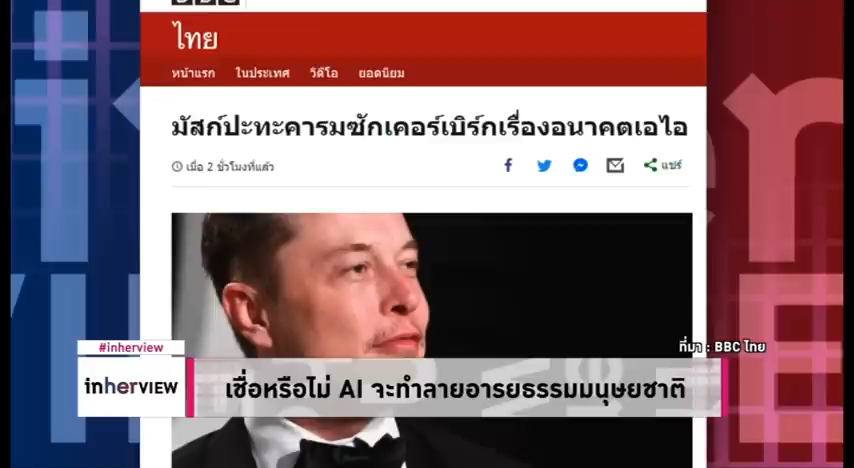 BBC
ไทย
หน้าแรก ในประเทศ วิดีโอ ยอดนิยม
มัสก์ปะทะคารมซักเคอร์เบิร์กเรื่องอนาคตเอไอ
เมื่อ 2 ชั่วโมงที่แล้ว
แชร์
#inherview
ที่มา : BBC ไทย
inherVIEW
เชื่อหรือไม่ AI จะทำลายอารยธรรมมนุษยชาติ